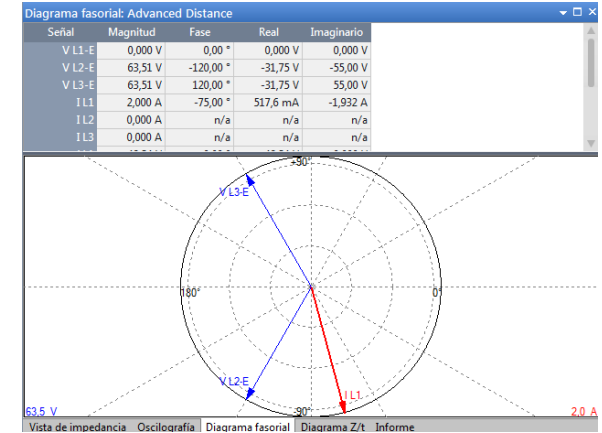 Diagrama fasorial: Advanced Distance
Señal Magnitud Fase Real Imaginario
V L1-E 0,000 V 0,00 ° 0,000 V 0,000 V
V L2-E 63,51 V -120,00 ° -31,75 V -55,00 V
V L3-E 63,51 V 120,00 ° -31,75 V 55,00 V
I L1 2,000 A -75,00 ° 517,6 mA -1,932 A
I L2 0,000 A n/a n/a n/a
I L3 0,000 A n/a n/a n/a
+90°
V L3-E
180° 0°
V L2-E
I L1
-90°
63,5 V 2,0 A
Vista de impedancia Oscilografía Diagrama fasorial Diagrama Z/t Informe